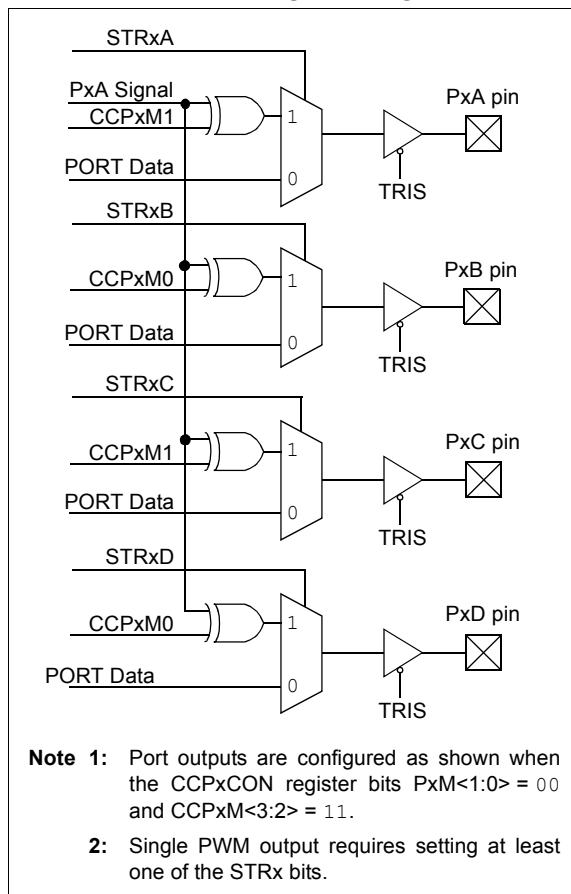 STRxA
PxA Signal
CCPxM1
1
PORT Data
0
TRIS
PxA pin
STRxB
CCPxM0
1
PORT Data
0
TRIS
PxB pin
STRxC
CCPxM1
1
PORT Data
0
TRIS
PxC pin
STRxD
CCPxM0
1
PORT Data
0
TRIS
PxD pin
Note 1: Port outputs are configured as shown when
the CCPxCON register bits PxM<1:0> = 00
and CCPxM<3:2> = 11.
2: Single PWM output requires setting at least
one of the STRx bits.